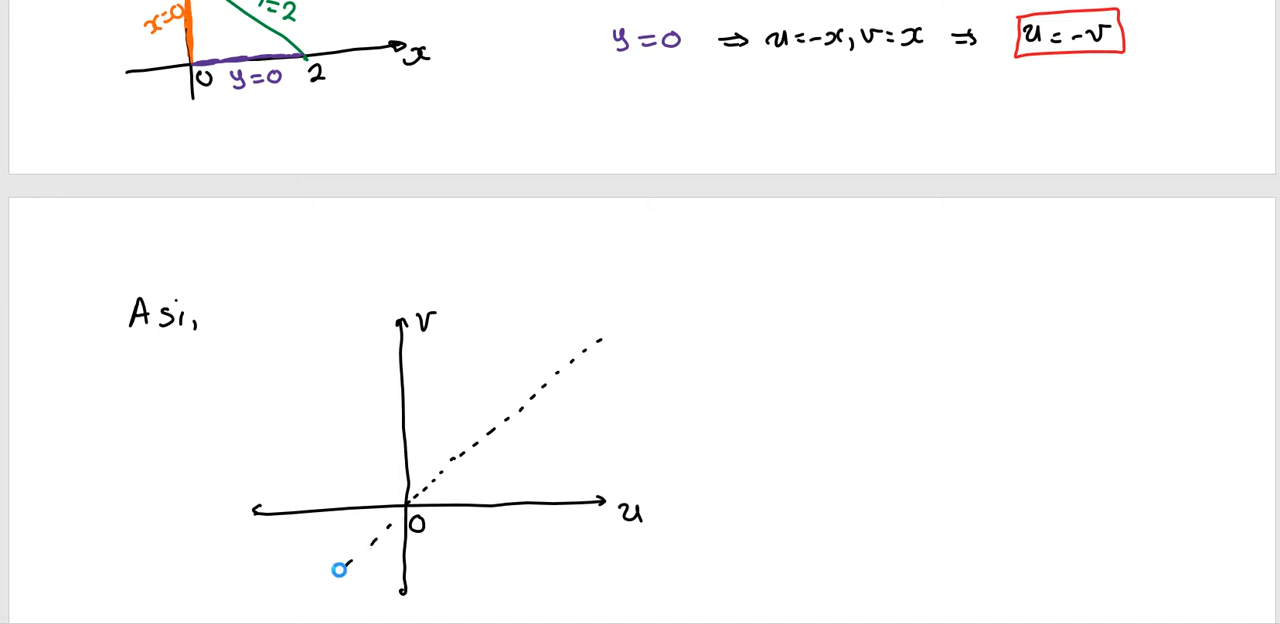 x=0
=2
x
0 y=0 2
y=0 ⇒ u=-x, v=x ⇒ u=-v
Asi,
v
0
u